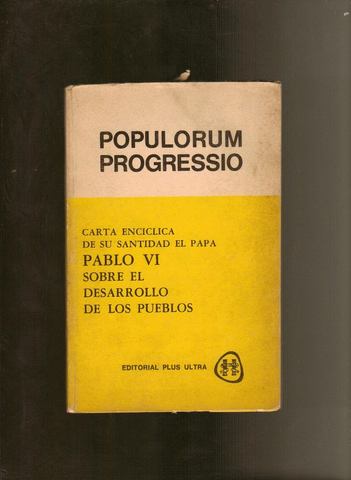 POPULORUM
PROGRESSIO
CARTA ENCICLICA
DE SU SANTIDAD EL PAPA
PABLO VI
SOBRE EL
DESARROLLO
DE LOS PUEBLOS
EDITORIAL PLUS ULTRA